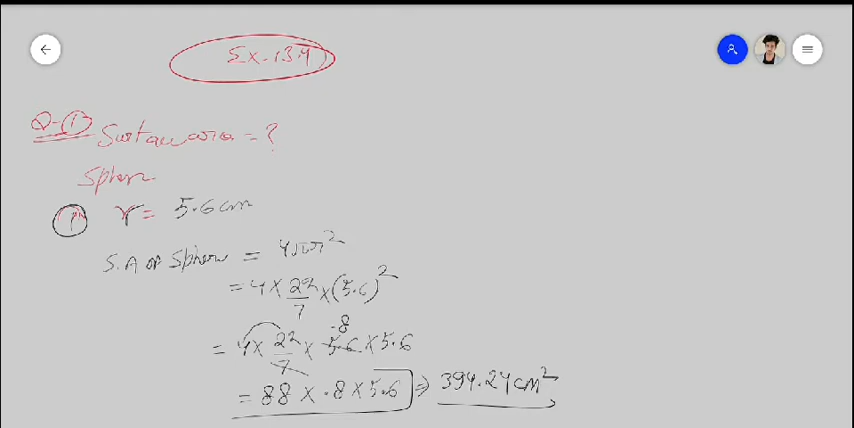 Ex-13.4
Q-1 Surface area = ?
Sphere
(i) r = 5.6 cm
S.A of Sphere = 4πr²
= 4 × 22/7 × (5.6)²
= 4 × 22/7 × 5.6 × 5.6 .8
= 88 × .8 × 5.6 ⇒ 394.24 cm²